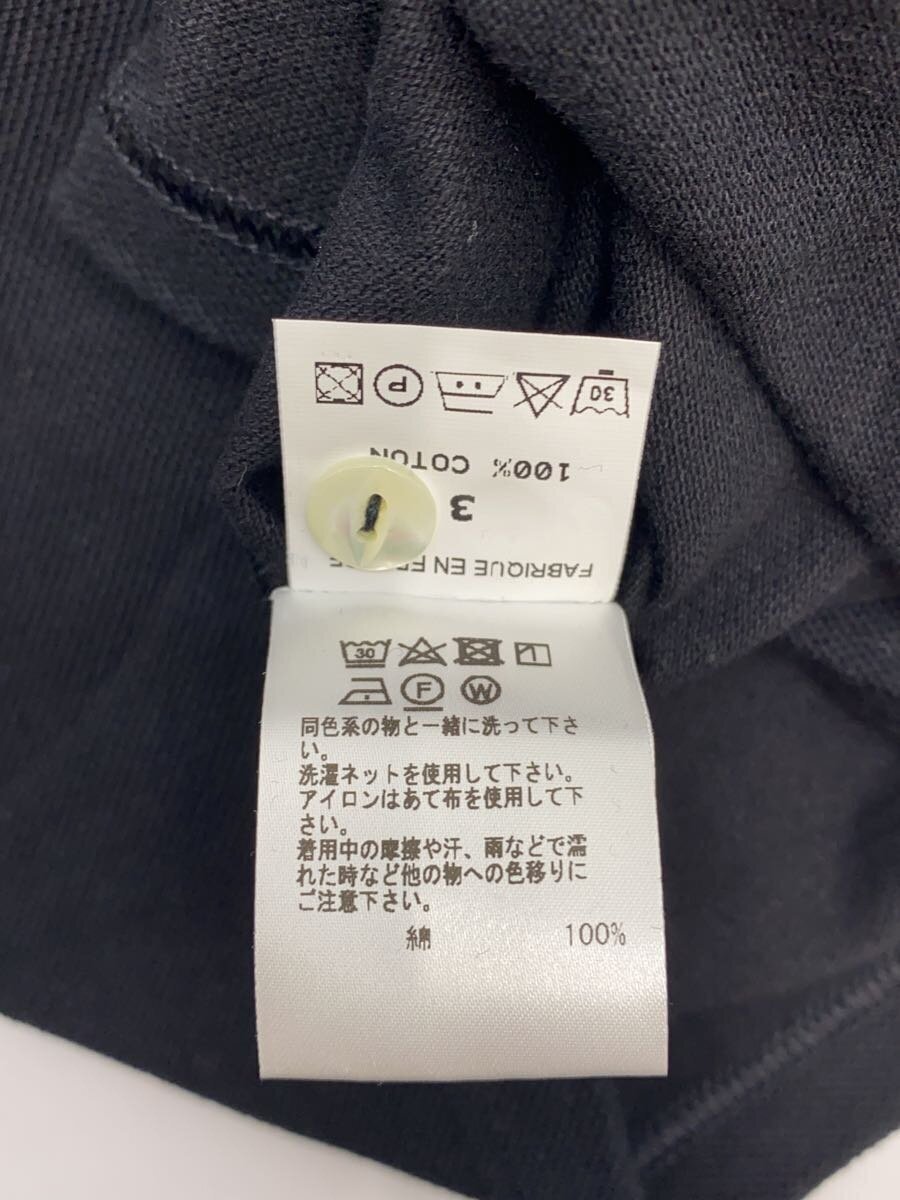 30
P
100% COTON
3
FABRIQUE EN
30
F W
同色系の物と一緒に洗って下さ
い。
洗濯ネットを使用して下さい。
アイロンはあて布を使用して下
さい。
着用中の摩擦や汗、雨などで濡
れた時など他の物への色移りに
ご注意下さい。
綿 100%